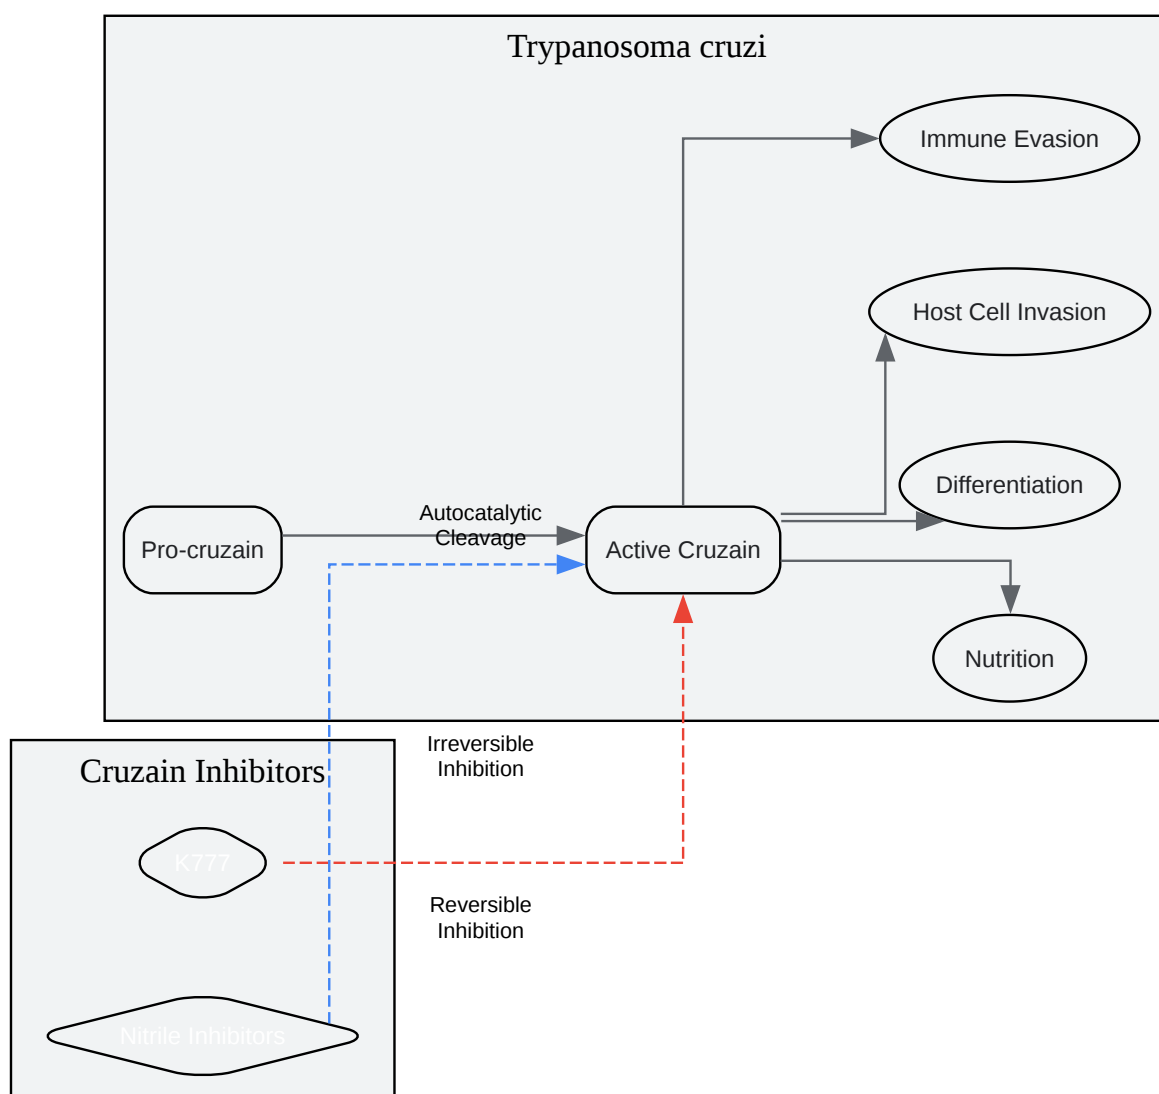 Trypanosoma cruzi
Immune Evasion
Host Cell Invasion
Differentiation
Autocatalytic
Cleavage
Pro-cruzain
Active Cruzain
Nutrition
Irreversible
Inhibition
Cruzain Inhibitors
K777
Reversible
Inhibition
Nitrile Inhibitors